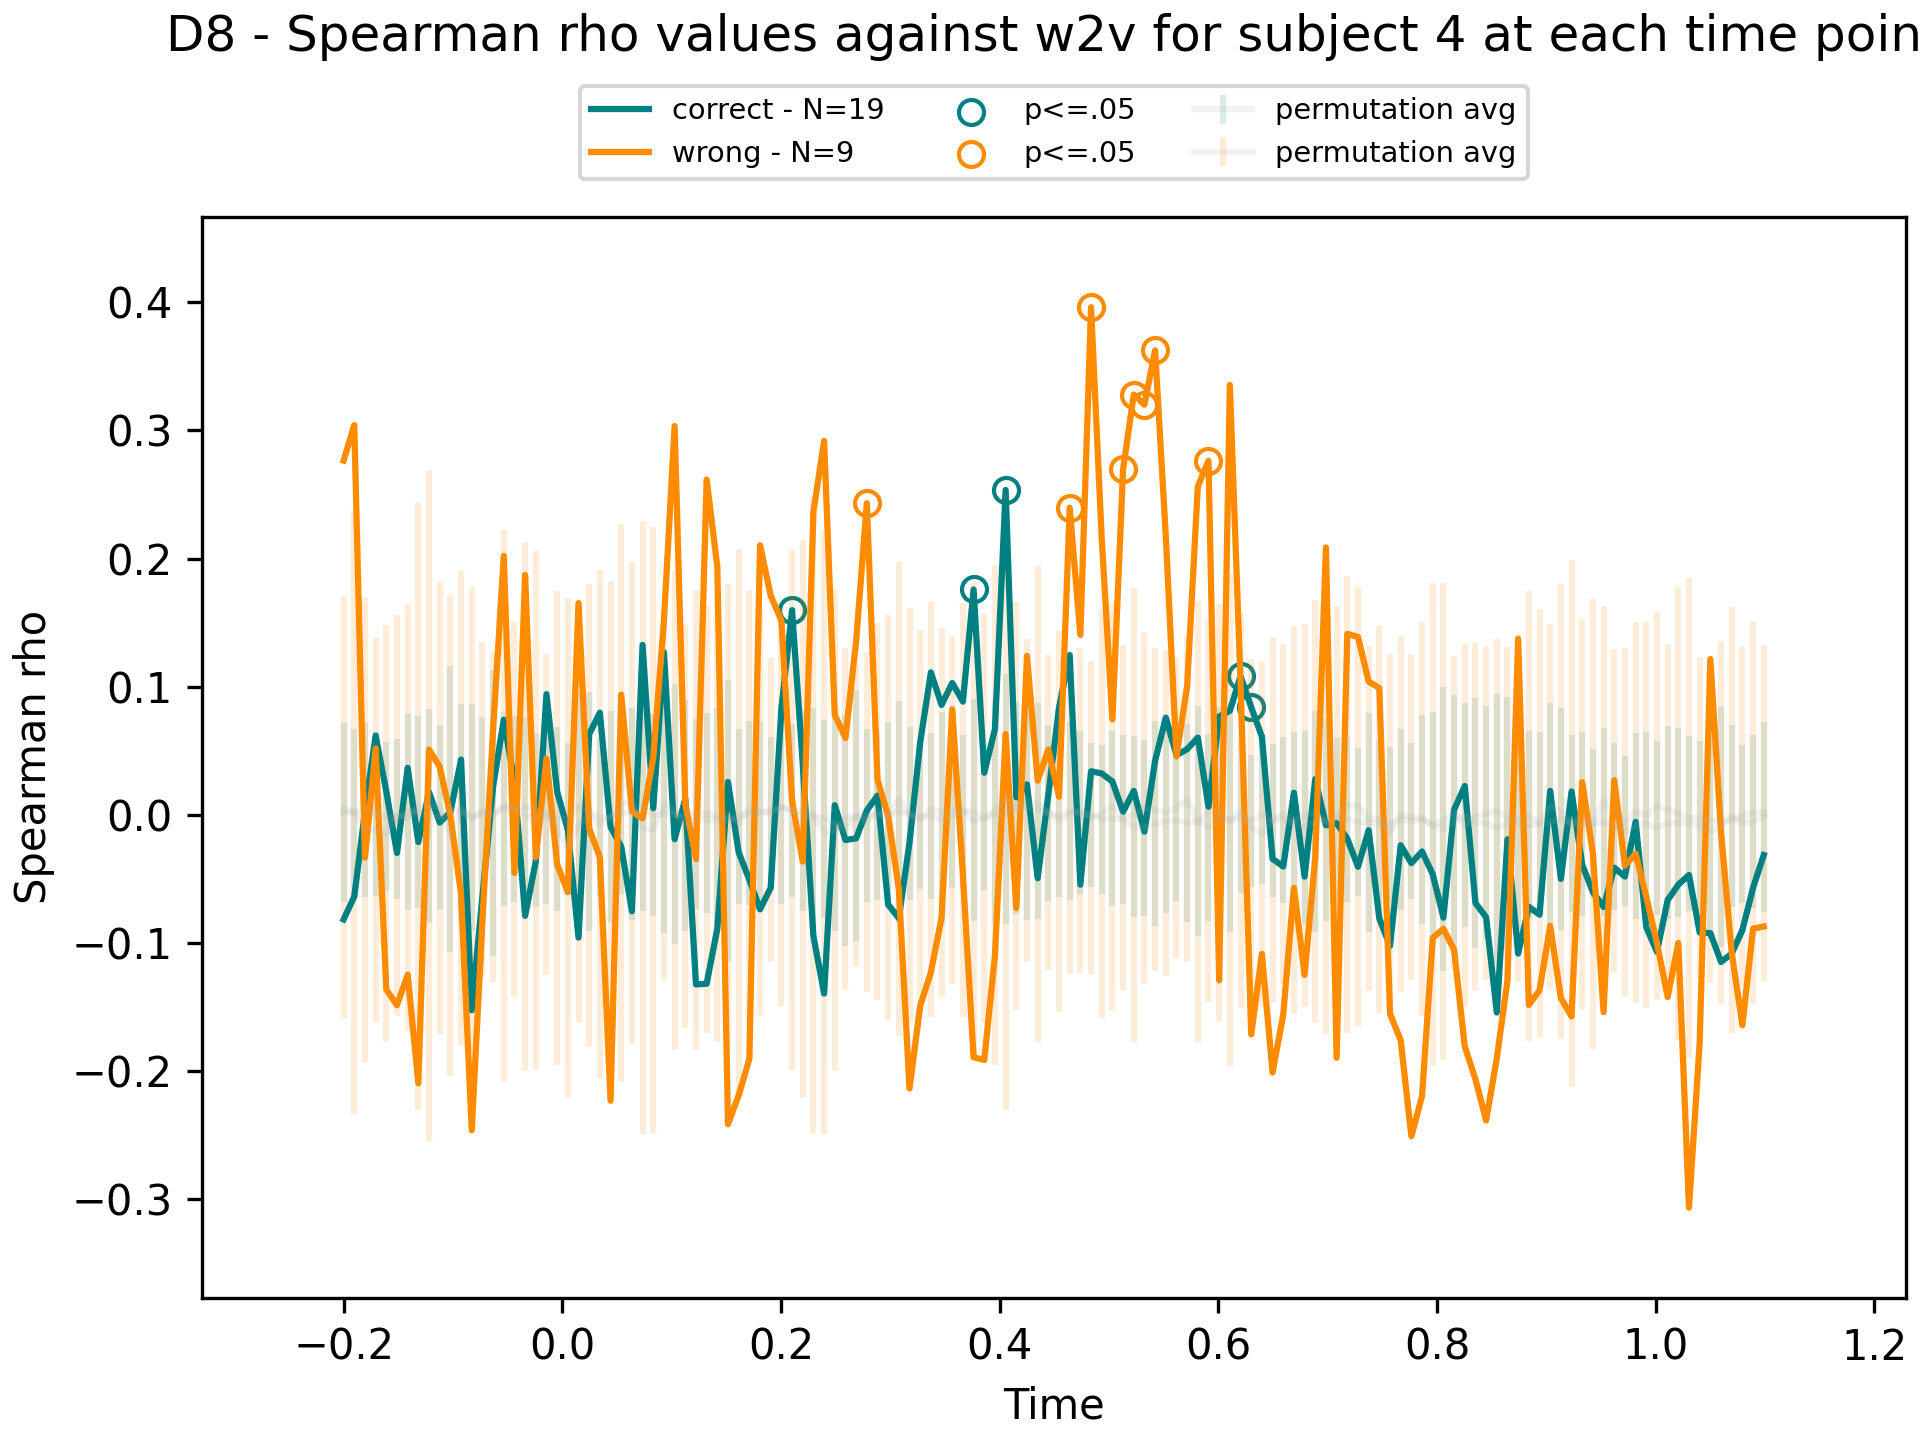 D8 - Spearman rho values against w2v for subject 4 at each time poin
correct - N=19
wrong - N=9
p<=.05
p<=.05
permutation avg
permutation avg
Spearman rho
0.4
0.3
0.2
0.1
0.0
−0.1
−0.2
−0.3
−0.2
0.0
0.2
0.4
0.6
0.8
1.0
1.2
Time